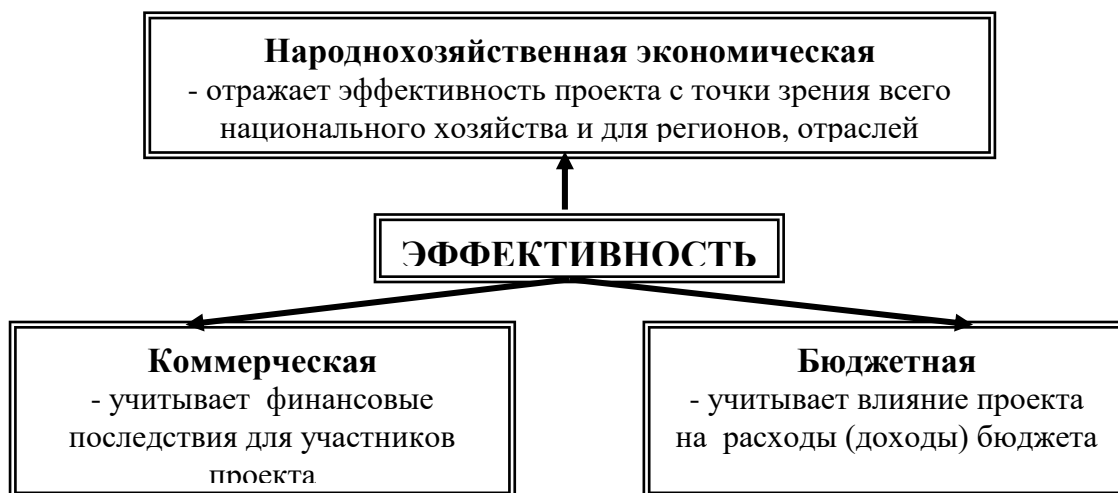 Народнохозяйственная экономическая
- отражает эффективность проекта с точки зрения всего
национального хозяйства и для регионов, отраслей
ЭФФЕКТИВНОСТЬ
Коммерческая
- учитывает финансовые
последствия для участников
проекта
Бюджетная
- учитывает влияние проекта
на расходы (доходы) бюджета